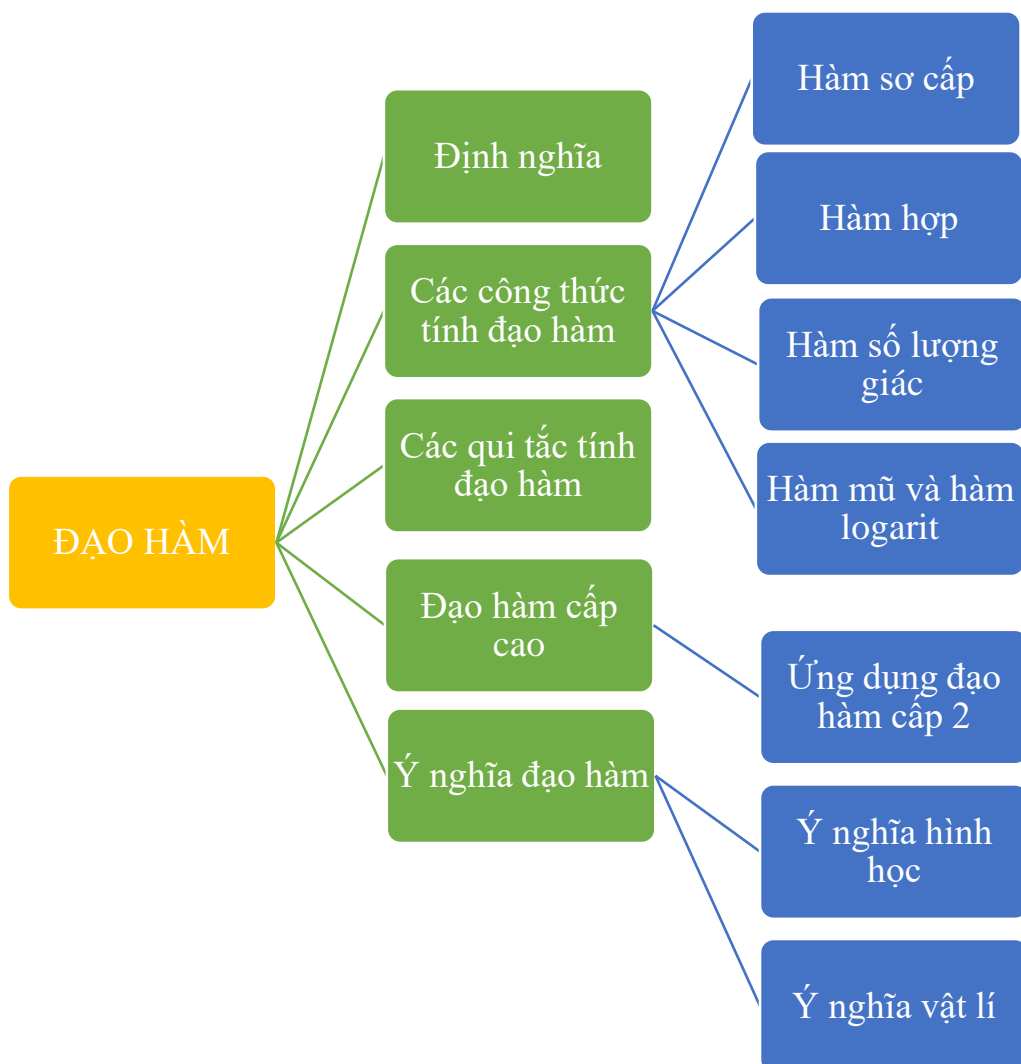 ĐẠO HÀM
Định nghĩa
Các công thức
tính đạo hàm
Các qui tắc tính
đạo hàm
Đạo hàm cấp
cao
Ý nghĩa đạo hàm
Hàm sơ cấp
Hàm hợp
Hàm số lượng
giác
Hàm mũ và hàm
logarit
Ứng dụng đạo
hàm cấp 2
Ý nghĩa hình
học
Ý nghĩa vật lí